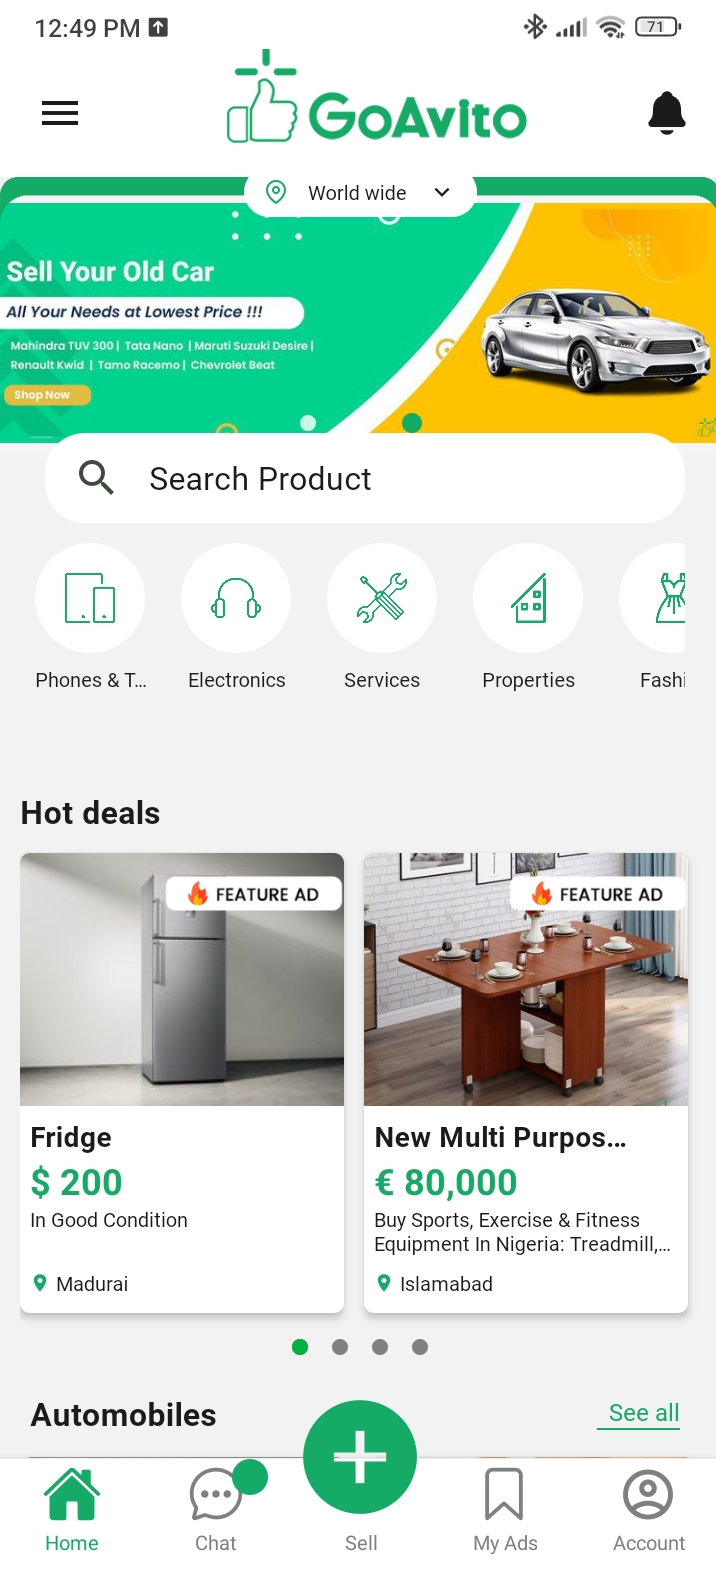 12:49 PM
71
GoAvito
World wide
Sell Your Old Car
All Your Needs at Lowest Price !!!
Mahindra TUV 300 | Tata Nano | Maruti Suzuki Desire |
Renault Kwid | Tamo Racemo | Chevrolet Beat
Shop Now
Search Product
Phones & T...
Electronics
Services
Properties
Fashi
Hot deals
FEATURE AD
FEATURE AD
Fridge
$ 200
In Good Condition
Madurai
New Multi Purpos...
€ 80,000
Buy Sports, Exercise & Fitness
Equipment In Nigeria: Treadmill,...
Islamabad
Automobiles
See all
Home
Chat
Sell
My Ads
Account